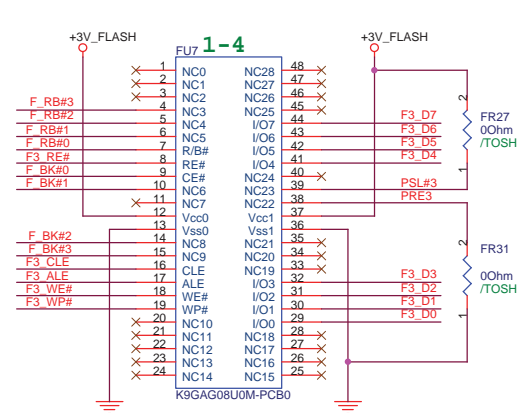 +3V_FLASH
+3V_FLASH
FU7 1-4
1 NC0 NC28 48
2 NC1 NC27 47
3 NC2 NC26 46
F_RB#3 4 NC3 NC25 45
F_RB#2 5 NC4 I/O7 44 F3_D7
F_RB#1 6 NC5 I/O6 43 F3_D6
F_RB#0 7 R/B# I/O5 42 F3_D5
F3_RE# 8 RE# I/O4 41 F3_D4
F_BK#0 9 CE# NC24 40
F_BK#1 10 NC6 NC23 39 PSL#3
11 NC7 NC22 38 PRE3
12 Vcc0 Vcc1 37
13 Vss0 Vss1 36
F_BK#2 14 NC8 NC21 35
F_BK#3 15 NC9 NC20 34
F3_CLE 16 CLE NC19 33
F3_ALE 17 ALE I/O3 32 F3_D3
F3_WE# 18 WE# I/O2 31 F3_D2
F3_WP# 19 WP# I/O1 30 F3_D1
20 NC10 I/O0 29 F3_D0
21 NC11 NC18 28
22 NC12 NC17 27
23 NC13 NC16 26
24 NC14 NC15 25
K9GAG08U0M-PCB0
2
FR27
0Ohm
/TOSH
1
2
FR31
0Ohm
/TOSH
1